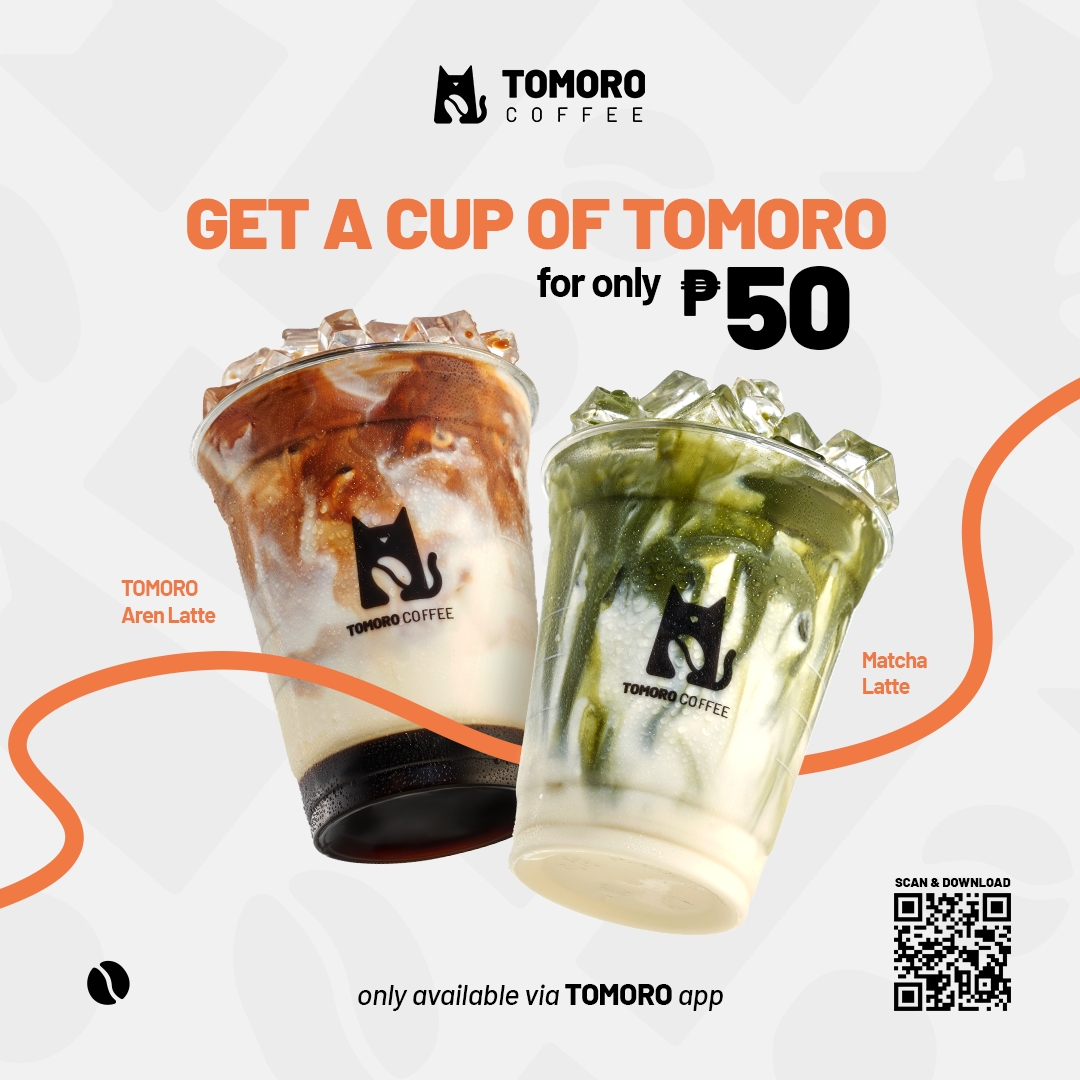 TOMORO
COFFEE
GET A CUP OF TOMORO
for only ₱50
TOMORO COFFEE
TOMORO COFFEE
TOMORO
Aren Latte
Matcha
Latte
SCAN & DOWNLOAD
only available via TOMORO app